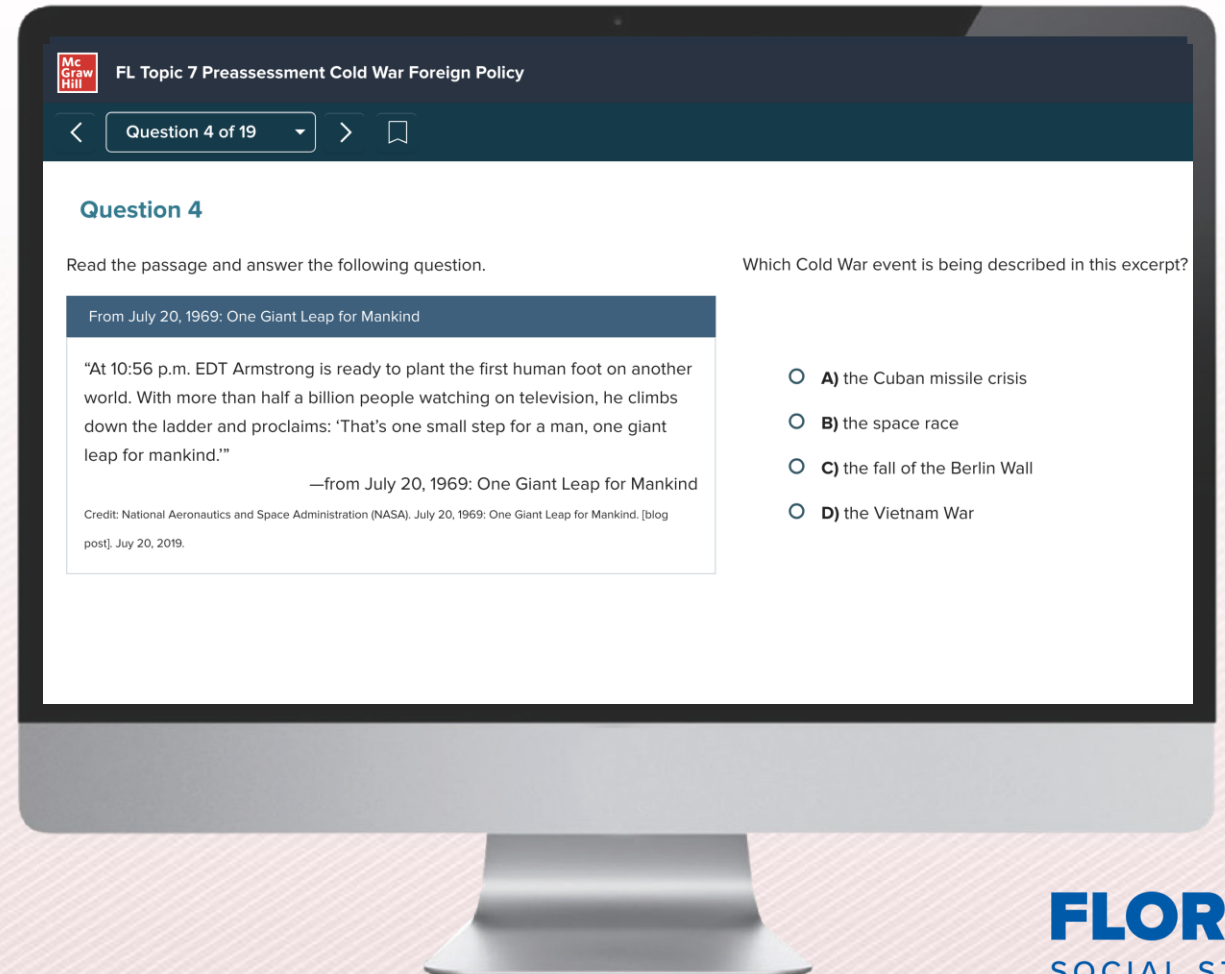 Mc
Graw
Hill
FL Topic 7 Preassessment Cold War Foreign Policy
Question 4 of 19
Question 4
Read the passage and answer the following question.
From July 20, 1969: One Giant Leap for Mankind
“At 10:56 p.m. EDT Armstrong is ready to plant the first human foot on another
world. With more than half a billion people watching on television, he climbs
down the ladder and proclaims: ‘That’s one small step for a man, one giant
leap for mankind.’”
—from July 20, 1969: One Giant Leap for Mankind
Credit: National Aeronautics and Space Administration (NASA). July 20, 1969: One Giant Leap for Mankind. [blog
post]. Juy 20, 2019.
Which Cold War event is being described in this excerpt?
A) the Cuban missile crisis
B) the space race
C) the fall of the Berlin Wall
D) the Vietnam War
FLOR